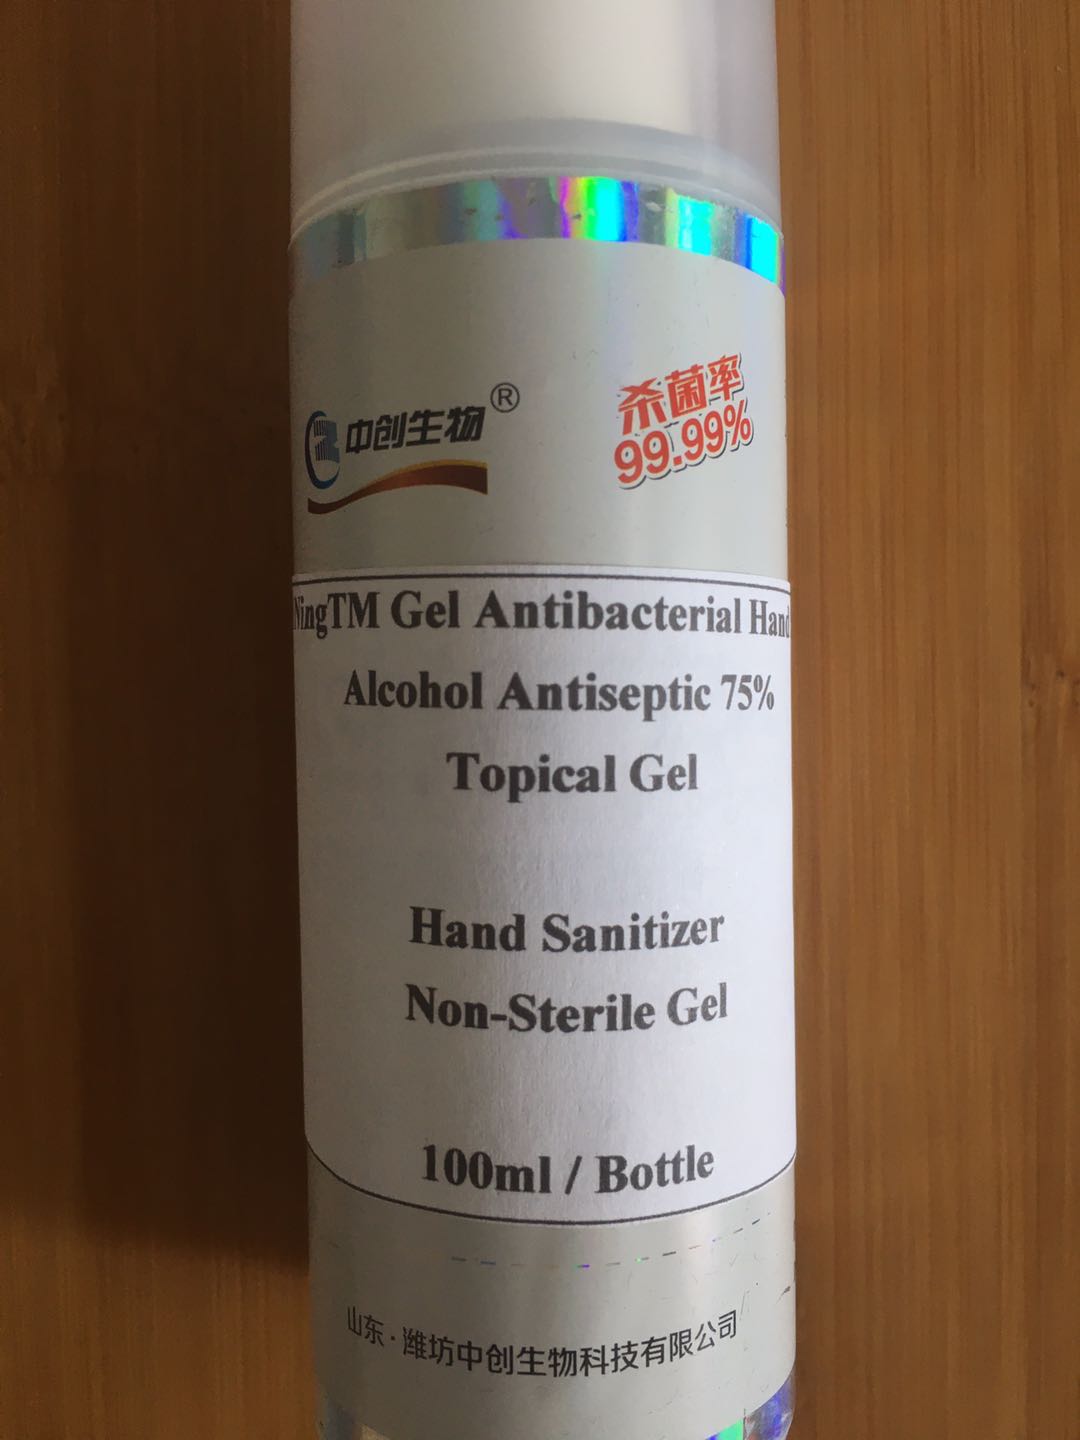 中创生物®
杀菌率
99.99%
NingTM Gel Antibacterial Hand
Alcohol Antiseptic 75%
Topical Gel
Hand Sanitizer
Non-Sterile Gel
100ml / Bottle
山东·潍坊中创生物科技有限公司